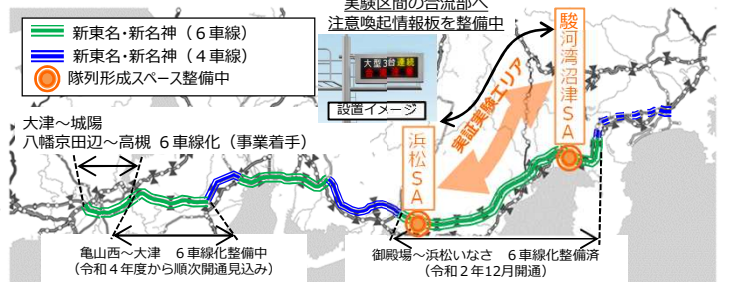 実験区間の合流部へ
注意喚起情報板を整備中
新東名・新名神（６車線）
新東名・新名神（４車線）
隊列形成スペース整備中
大型3台連続
合流注意
設置イメージ
駿河湾沼津SA
実証実験エリア
浜松SA
大津～城陽
八幡京田辺～高槻 ６車線化（事業着手）
亀山西～大津　６車線化整備中
（令和４年度から順次開通見込み）
御殿場～浜松いなさ　６車線化整備済
（令和２年12月開通）